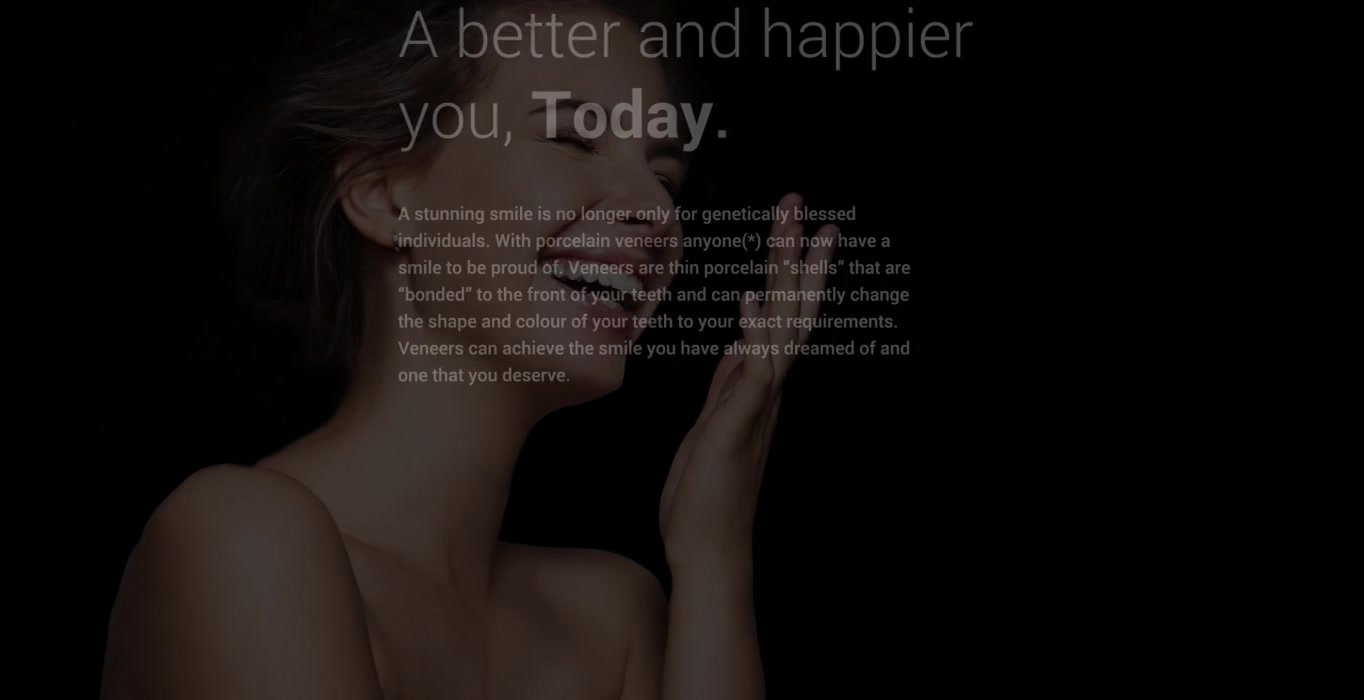 A better and happier
you, Today.
A stunning smile is no longer only for genetically blessed
individuals. With porcelain veneers anyone(*) can now have a
smile to be proud of. Veneers are thin porcelain “shells” that are
“bonded” to the front of your teeth and can permanently change
the shape and colour of your teeth to your exact requirements.
Veneers can achieve the smile you have always dreamed of and
one that you deserve.